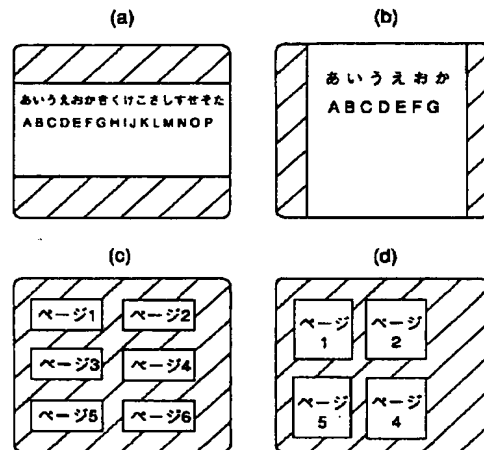 (a)
あいうえおかきくけこさしすせそた
ABCDEFGHIJKLMNOP
(b)
あいうえおか
ABCDEFG
(c)
ページ1
ページ2
ページ3
ページ4
ページ5
ページ6
(d)
ページ
1
ページ
2
ページ
5
ページ
4